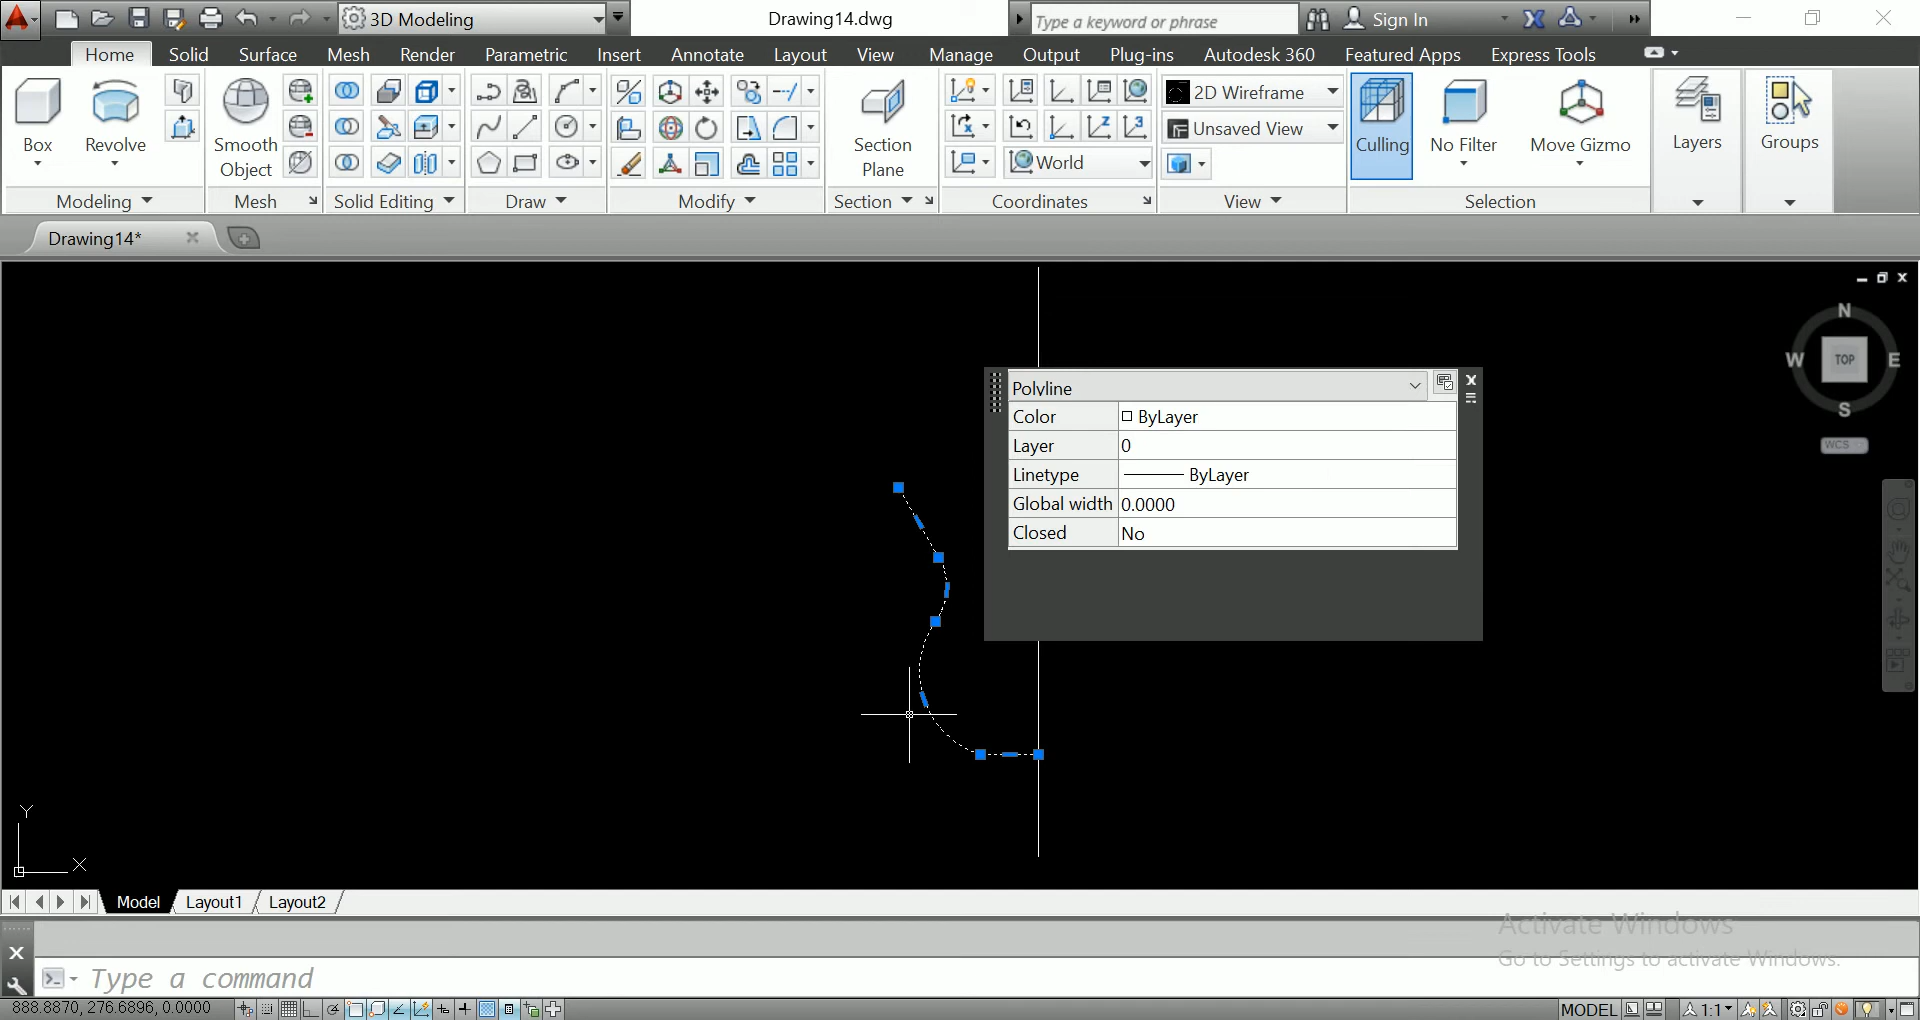 3D Modeling
Drawing14.dwg
Type a keyword or phrase
Sign In
Home Solid Surface Mesh Render Parametric Insert Annotate Layout View Manage Output Plug-ins Autodesk 360 Featured Apps Express Tools
Box
Revolve
Smooth
Object
Section
Plane
World
2D Wireframe
Unsaved View
Culling
No Filter
Move Gizmo
Layers
Groups
Modeling Mesh Solid Editing Draw Modify Section Coordinates View Selection
Drawing14*
N
W TOP E
S
WCS
Polyline
Color ByLayer
Layer 0
Linetype ByLayer
Global width 0.0000
Closed No
Y
X
Model Layout1 Layout2
Activate Windows
Go to Settings to activate Windows.
Type a command
888.8870, 276.6896, 0.0000
MODEL
1:1